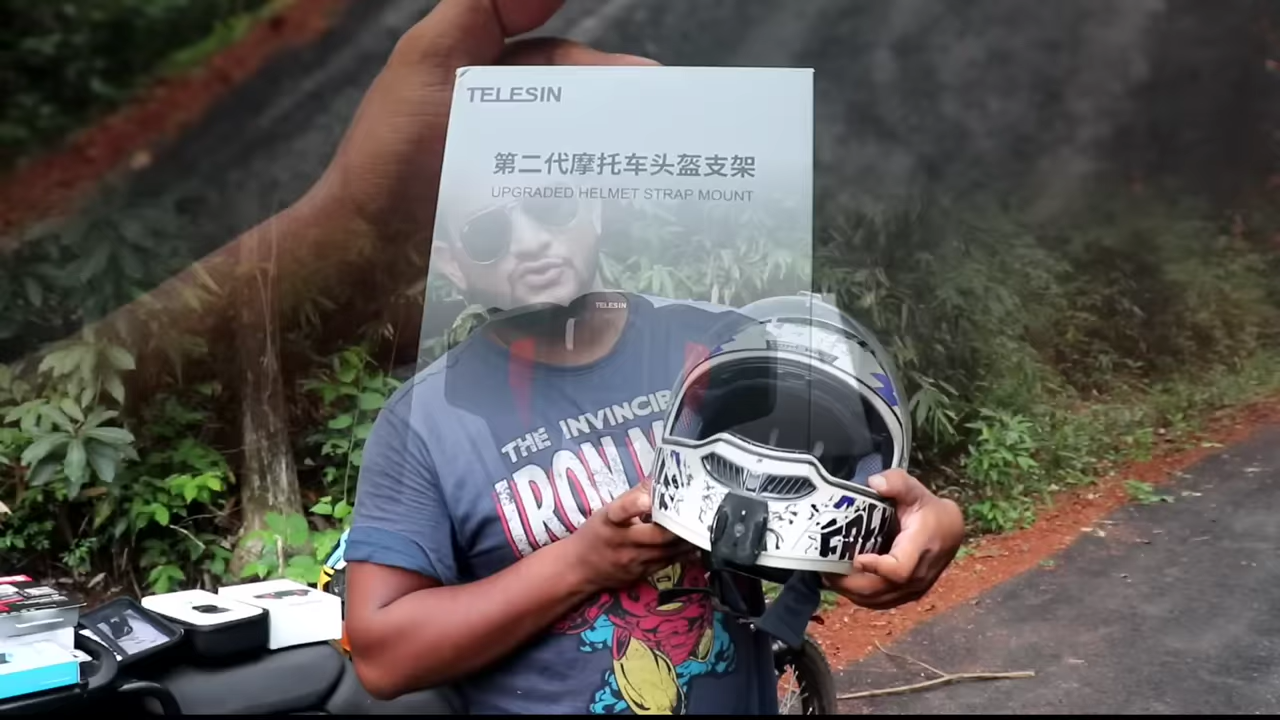 TELESIN
第二代摩托车头盔支架
UPGRADED HELMET STRAP MOUNT
TELESIN
THE INVINCIB
IRON M